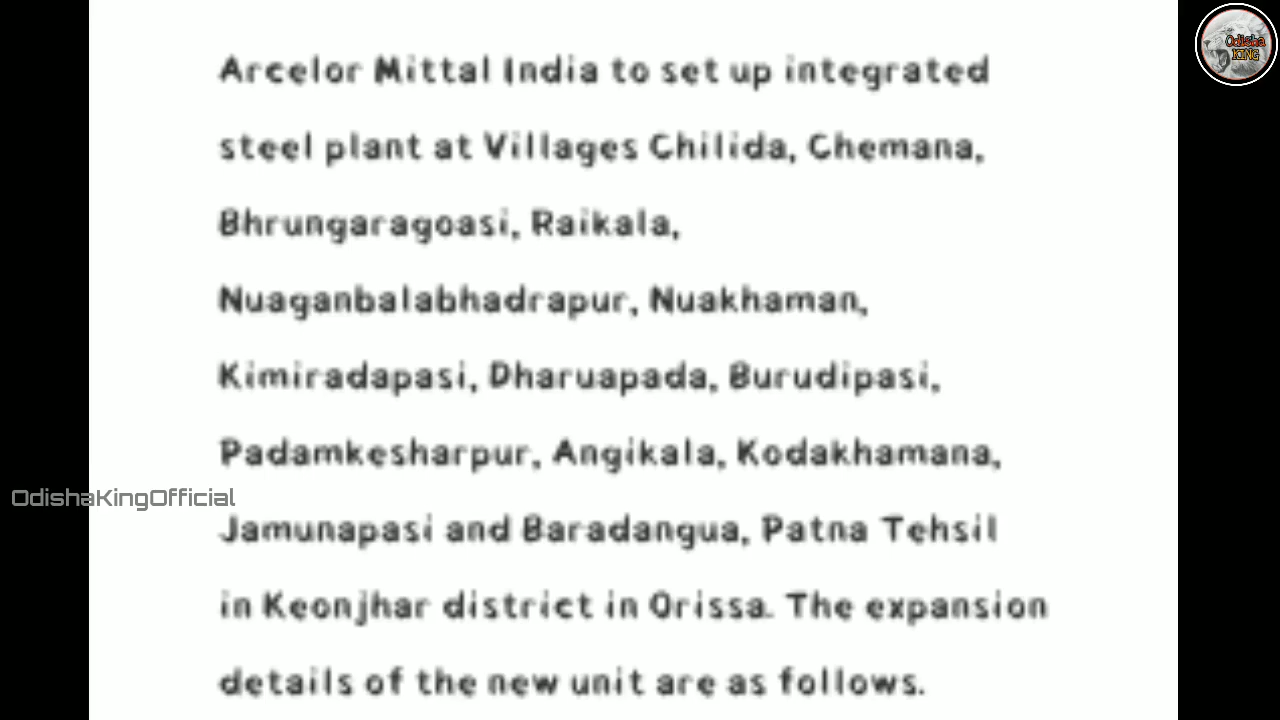 Odisha
KING
Arcelor Mittal India to set up integrated
steel plant at Villages Chilida, Chemana,
Bhrungaragoasi, Raikala,
Nuaganbalabhadrapur, Nuakhaman,
Kimiradapasi, Dharuapada, Burudipasi,
Padamkesharpur, Angikala, Kodakhamana,
OdishaKingOfficial
Jamunapasi and Baradangua, Patna Tehsil
in Keonjhar district in Orissa. The expansion
details of the new unit are as follows.